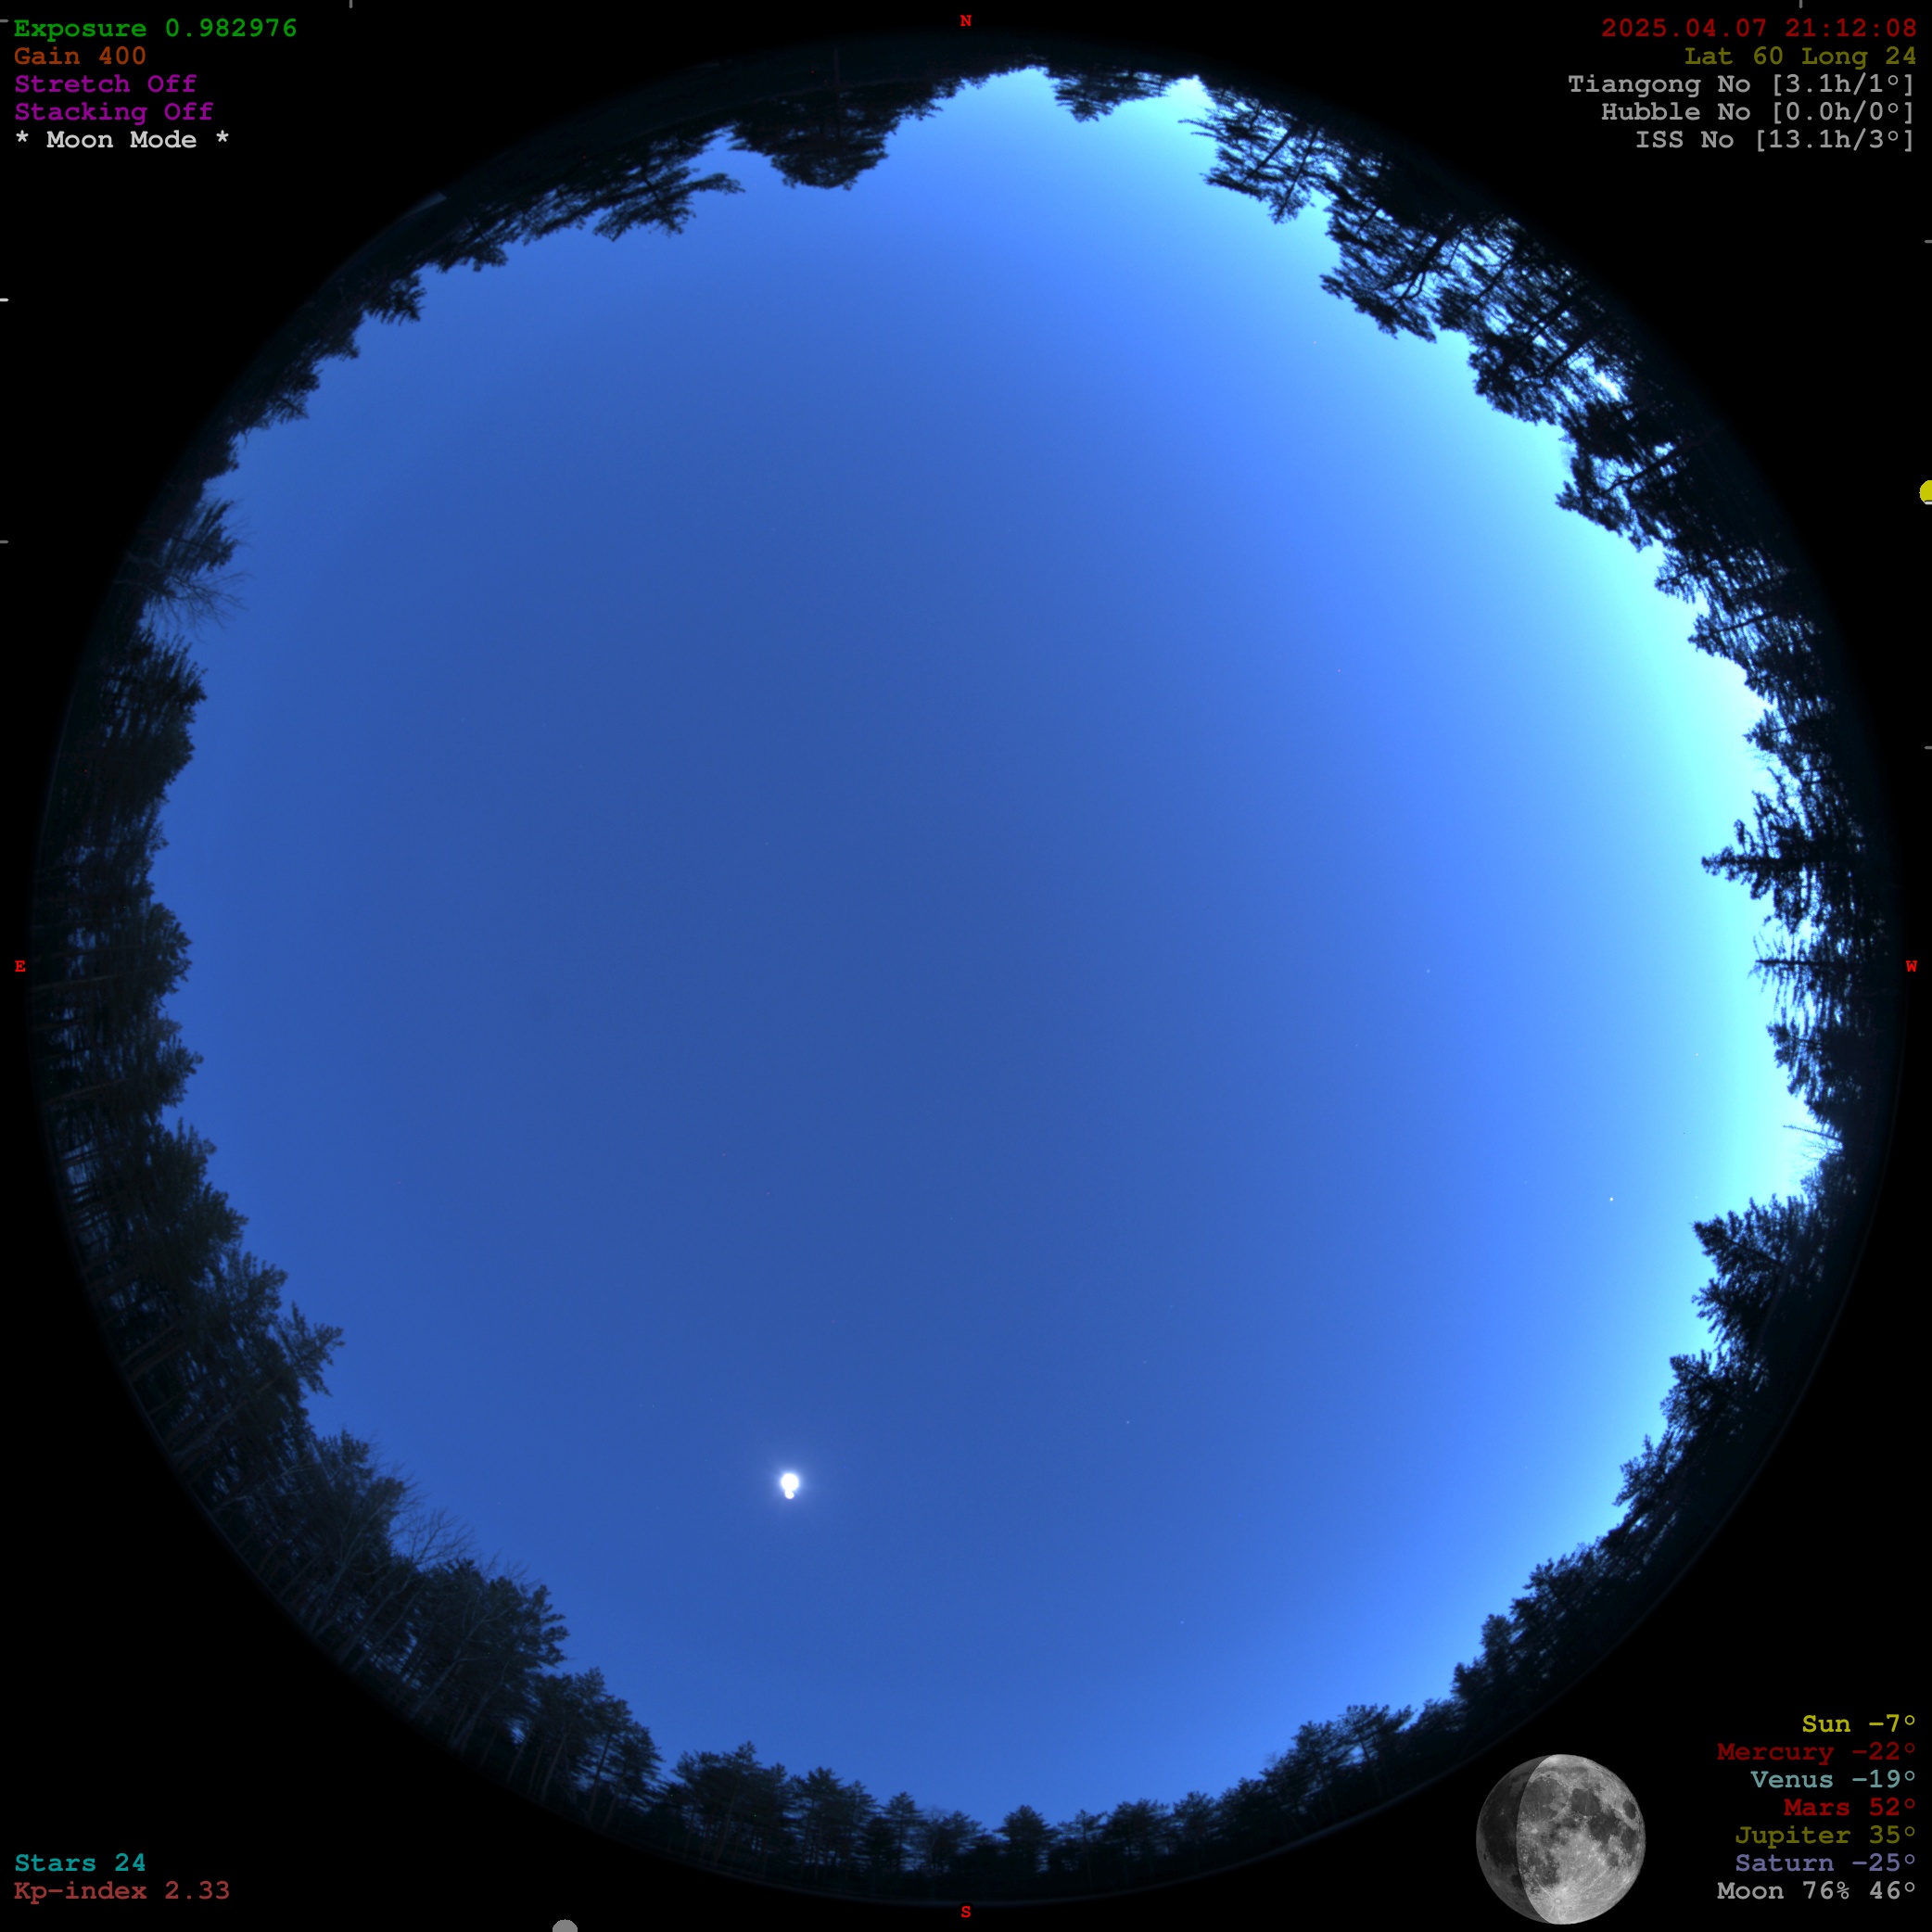 N
Exposure 0.982976
Gain 400
Stretch Off
Stacking Off
* Moon Mode *
2025.04.07 21:12:08
Lat 60 Long 24
Tiangong No [3.1h/1°]
Hubble No [0.0h/0°]
ISS No [13.1h/3°]
E
W
Sun -7°
Mercury -22°
Venus -19°
Mars 52°
Jupiter 35°
Saturn -25°
Moon 76% 46°
Stars 24
Kp-index 2.33
S